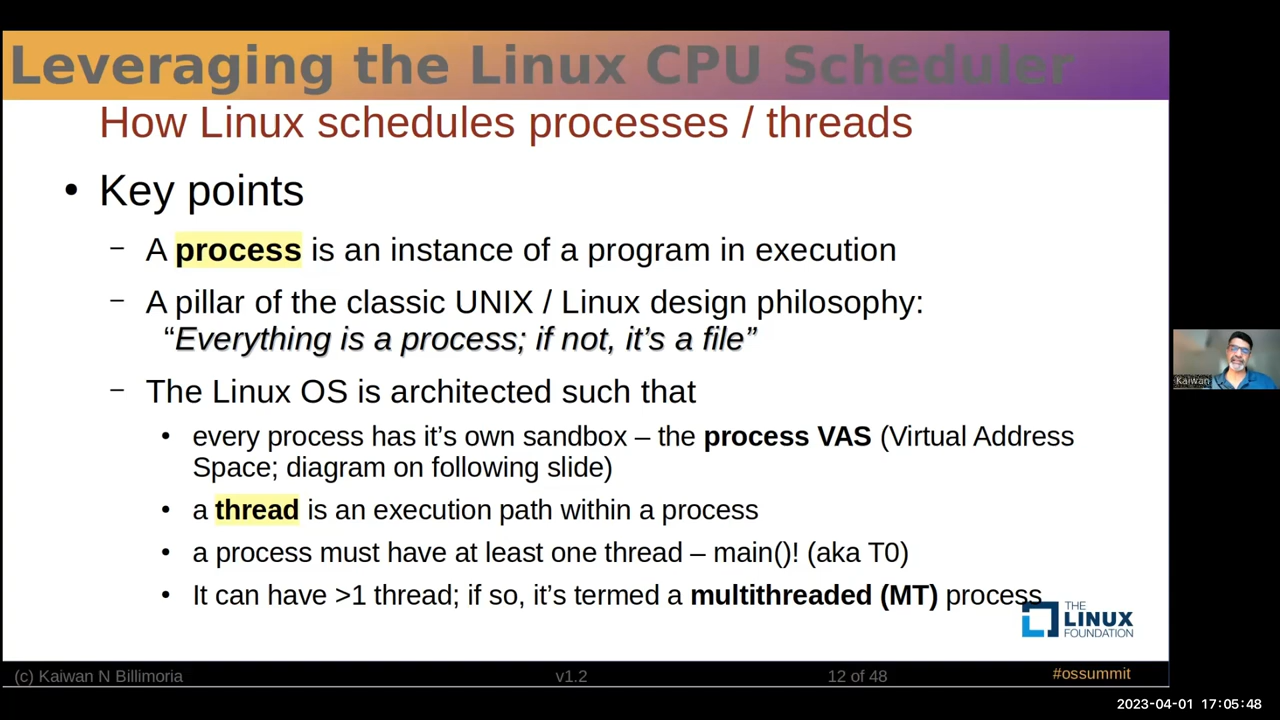 Leveraging the Linux CPU Scheduler
How Linux schedules processes / threads
• Key points
– A process is an instance of a program in execution
– A pillar of the classic UNIX / Linux design philosophy:
“Everything is a process; if not, it’s a file”
– The Linux OS is architected such that
• every process has it’s own sandbox – the process VAS (Virtual Address
Space; diagram on following slide)
• a thread is an execution path within a process
• a process must have at least one thread – main()! (aka T0)
• It can have >1 thread; if so, it’s termed a multithreaded (MT) process
THE
LINUX
FOUNDATION
(c) Kaiwan N Billimoria
v1.2
12 of 48
#ossummit
Kaiwan
2023-04-01 17:05:48